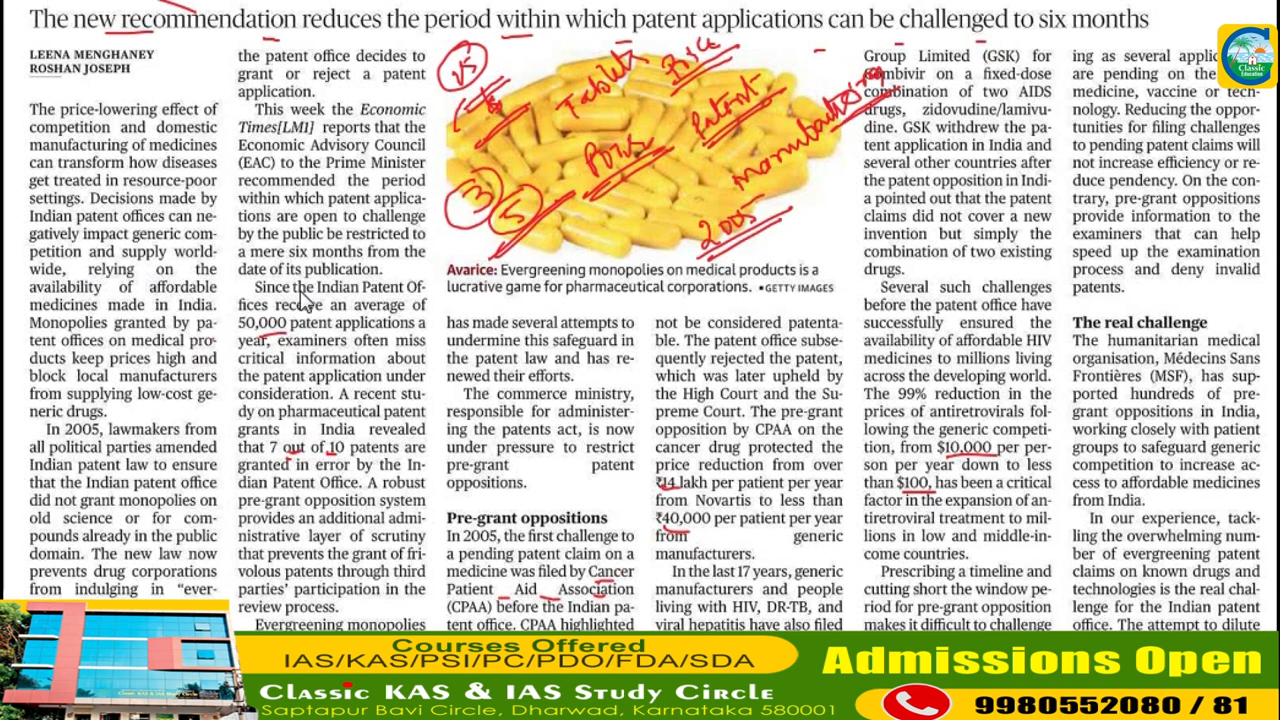 The new recommendation reduces the period within which patent applications can be challenged to six months
LEENA MENGHANEY
ROSHAN JOSEPH
The price-lowering effect of
competition and domestic
manufacturing of medicines
can transform how diseases
get treated in resource-poor
settings. Decisions made by
Indian patent offices can ne-
gatively impact generic com-
petition and supply world-
wide, relying on the
availability of affordable
medicines made in India.
Monopolies granted by pa-
tent offices on medical pro-
ducts keep prices high and
block local manufacturers
from supplying low-cost ge-
neric drugs.
In 2005, lawmakers from
all political parties amended
Indian patent law to ensure
that the Indian patent office
did not grant monopolies on
old science or for com-
pounds already in the public
domain. The new law now
prevents drug corporations
from indulging in “ever-
the patent office decides to
grant or reject a patent
application.
This week the Economic
Times[LM1] reports that the
Economic Advisory Council
(EAC) to the Prime Minister
recommended the period
within which patent applica-
tions are open to challenge
by the public be restricted to
a mere six months from the
date of its publication.
Since the Indian Patent Of-
fices receive an average of
50,000 patent applications a
year, examiners often miss
critical information about
the patent application under
consideration. A recent stu-
dy on pharmaceutical patent
grants in India revealed
that 7 out of 10 patents are
granted in error by the In-
dian Patent Office. A robust
pre-grant opposition system
provides an additional admi-
nistrative layer of scrutiny
that prevents the grant of fri-
volous patents through third
parties’ participation in the
review process.
Evergreening monopolies
25
Tablets
Price
Patent
Manufacturing
3
5
2005
Avarice: Evergreening monopolies on medical products is a
lucrative game for pharmaceutical corporations. •GETTY IMAGES
has made several attempts to
undermine this safeguard in
the patent law and has re-
newed their efforts.
The commerce ministry,
responsible for administer-
ing the patents act, is now
under pressure to restrict
pre-grant patent
oppositions.
Pre-grant oppositions
In 2005, the first challenge to
a pending patent claim on a
medicine was filed by Cancer
Patient Aid Association
(CPAA) before the Indian pa-
tent office. CPAA highlighted
not be considered patenta-
ble. The patent office subse-
quently rejected the patent,
which was later upheld by
the High Court and the Su-
preme Court. The pre-grant
opposition by CPAA on the
cancer drug protected the
price reduction from over
₹14 lakh per patient per year
from Novartis to less than
₹40,000 per patient per year
from generic
manufacturers.
In the last 17 years, generic
manufacturers and people
living with HIV, DR-TB, and
viral hepatitis have also filed
Group Limited (GSK) for
Combivir on a fixed-dose
combination of two AIDS
drugs, zidovudine/lamivu-
dine. GSK withdrew the pa-
tent application in India and
several other countries after
the patent opposition in Indi-
a pointed out that the patent
claims did not cover a new
invention but simply the
combination of two existing
drugs.
Several such challenges
before the patent office have
successfully ensured the
availability of affordable HIV
medicines to millions living
across the developing world.
The 99% reduction in the
prices of antiretrovirals fol-
lowing the generic competi-
tion, from $10,000 per per-
son per year down to less
than $100, has been a critical
factor in the expansion of an-
tiretroviral treatment to mil-
lions in low and middle-in-
come countries.
Prescribing a timeline and
cutting short the window pe-
riod for pre-grant opposition
makes it difficult to challenge
ing as several applic
are pending on the
medicine, vaccine or tech-
nology. Reducing the oppor-
tunities for filing challenges
to pending patent claims will
not increase efficiency or re-
duce pendency. On the con-
trary, pre-grant oppositions
provide information to the
examiners that can help
speed up the examination
process and deny invalid
patents.
The real challenge
The humanitarian medical
organisation, Médecins Sans
Frontières (MSF), has sup-
ported hundreds of pre-
grant oppositions in India,
working closely with patient
groups to safeguard generic
competition to increase ac-
cess to affordable medicines
from India.
In our experience, tack-
ling the overwhelming num-
ber of evergreening patent
claims on known drugs and
technologies is the real chal-
lenge for the Indian patent
office. The attempt to dilute
Classic
Education
Courses Offered
IAS/KAS/PSI/PC/PDO/FDA/SDA
Classic KAS & IAS Study Circle
Saptapur Bavi Circle, Dharwad, Karnataka 580001
Admissions Open
9980552080 / 81